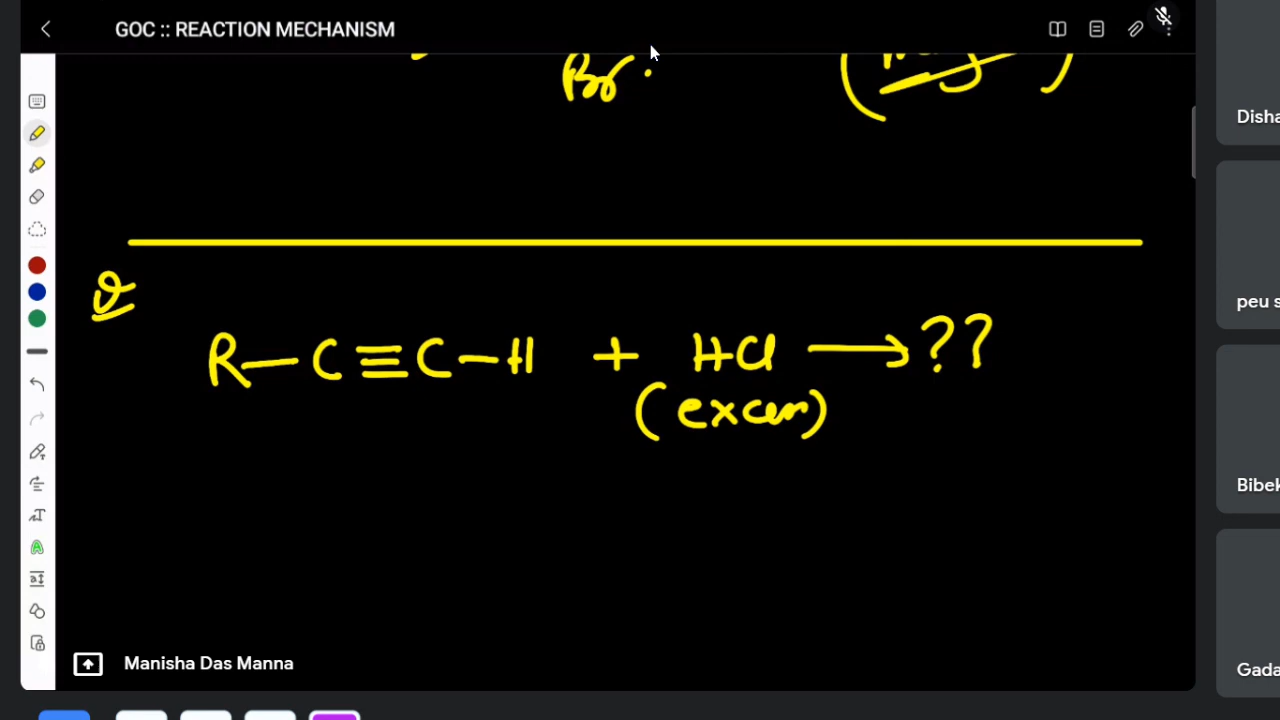 GOC :: REACTION MECHANISM
Br
Q
R—C≡C—H + HCl ⟶ ??
(excess)
Disha
peu s
Bibek
Gada
Manisha Das Manna